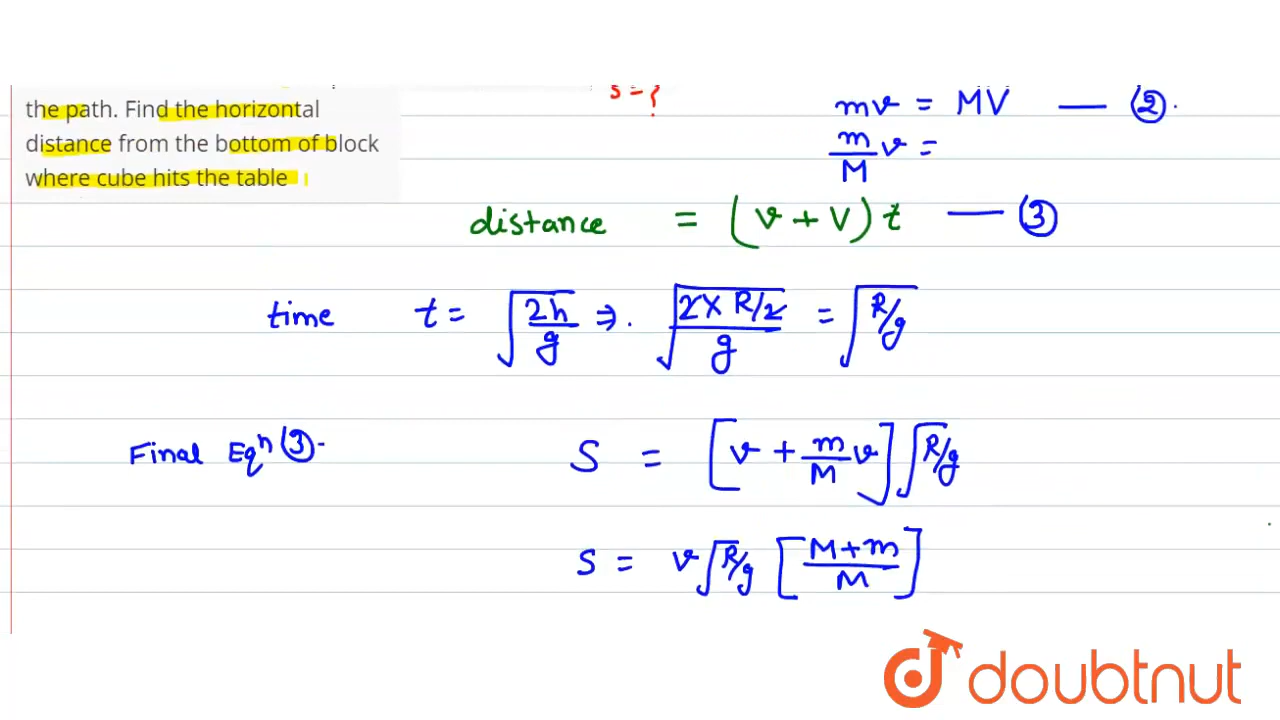 s = ?
the path. Find the horizontal
distance from the bottom of block
where cube hits the table
mv = MV — ②.
m/M v =
distance = (v + V) t — ③
time t = √(2h/g) ⇒. √(2 × R/2 / g) = √(R/g)
Final Eqⁿ ③.
S = [v + m/M v] √(R/g)
S = v √(R/g) [(M+m)/M]
doubtnut